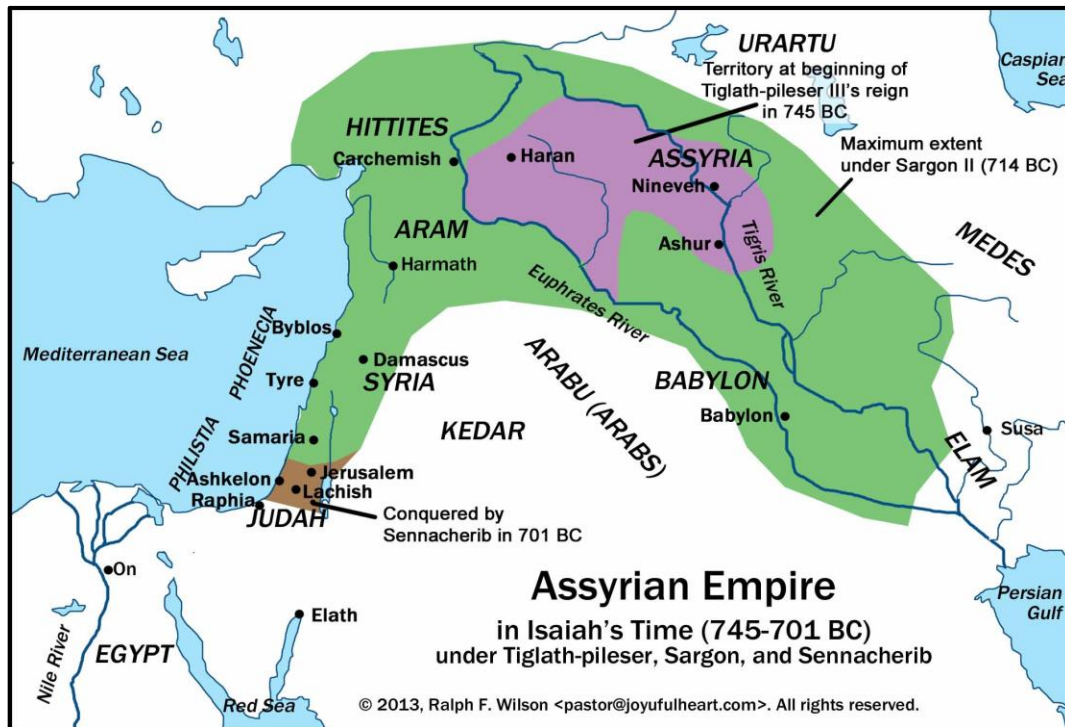 URARTU
Territory at beginning of
Tiglath-pileser III's reign
in 745 BC
Caspian
Sea
HITTITES
Carchemish
Haran
ASSYRIA
Nineveh
Maximum extent
under Sargon II (714 BC)
ARAM
Harmath
Ashur
Tigris River
MEDES
Euphrates River
Byblos
Mediterranean Sea
PHOENECIA
Damascus
Tyre
SYRIA
ARABU (ARABS)
BABYLON
Babylon
Samaria
KEDAR
Susa
ELAM
PHILISTIA
Jerusalem
Ashkelon
Lachish
Raphia
JUDAH
Conquered by
Sennacherib in 701 BC
On
Elath
Persian
Gulf
Nile River
EGYPT
Red Sea
Assyrian Empire
in Isaiah's Time (745-701 BC)
under Tiglath-pileser, Sargon, and Sennacherib
© 2013, Ralph F. Wilson <pastor@joyufulheart.com>. All rights reserved.